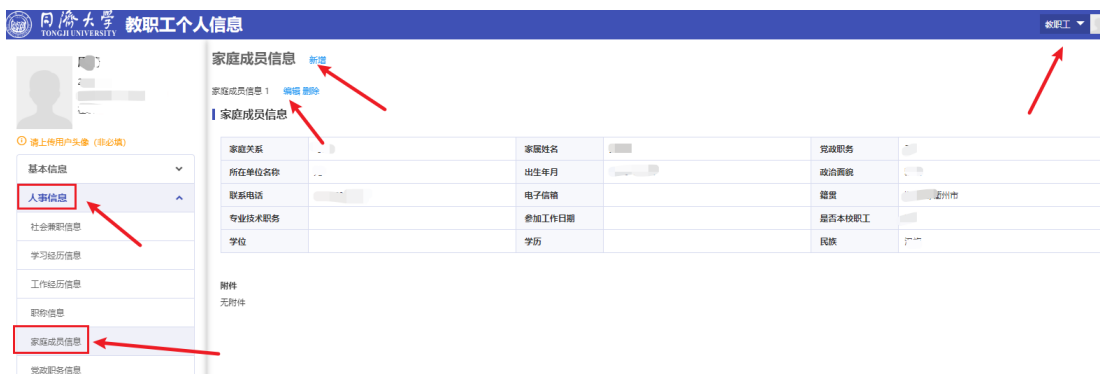 同济大学 教职工个人信息
TONGJI UNIVERSITY
教职工
请上传用户头像（非必填）
基本信息
人事信息
社会兼职信息
学习经历信息
工作经历信息
职称信息
家庭成员信息
党政职务信息
家庭成员信息 新增
家庭成员信息 1 编辑 删除
家庭成员信息
家庭关系 家属姓名 党政职务
所在单位名称 出生年月 政治面貌
联系电话 电子信箱 籍贯 衢州市
专业技术职务 参加工作日期 是否本校职工
学位 学历 民族
附件
无附件